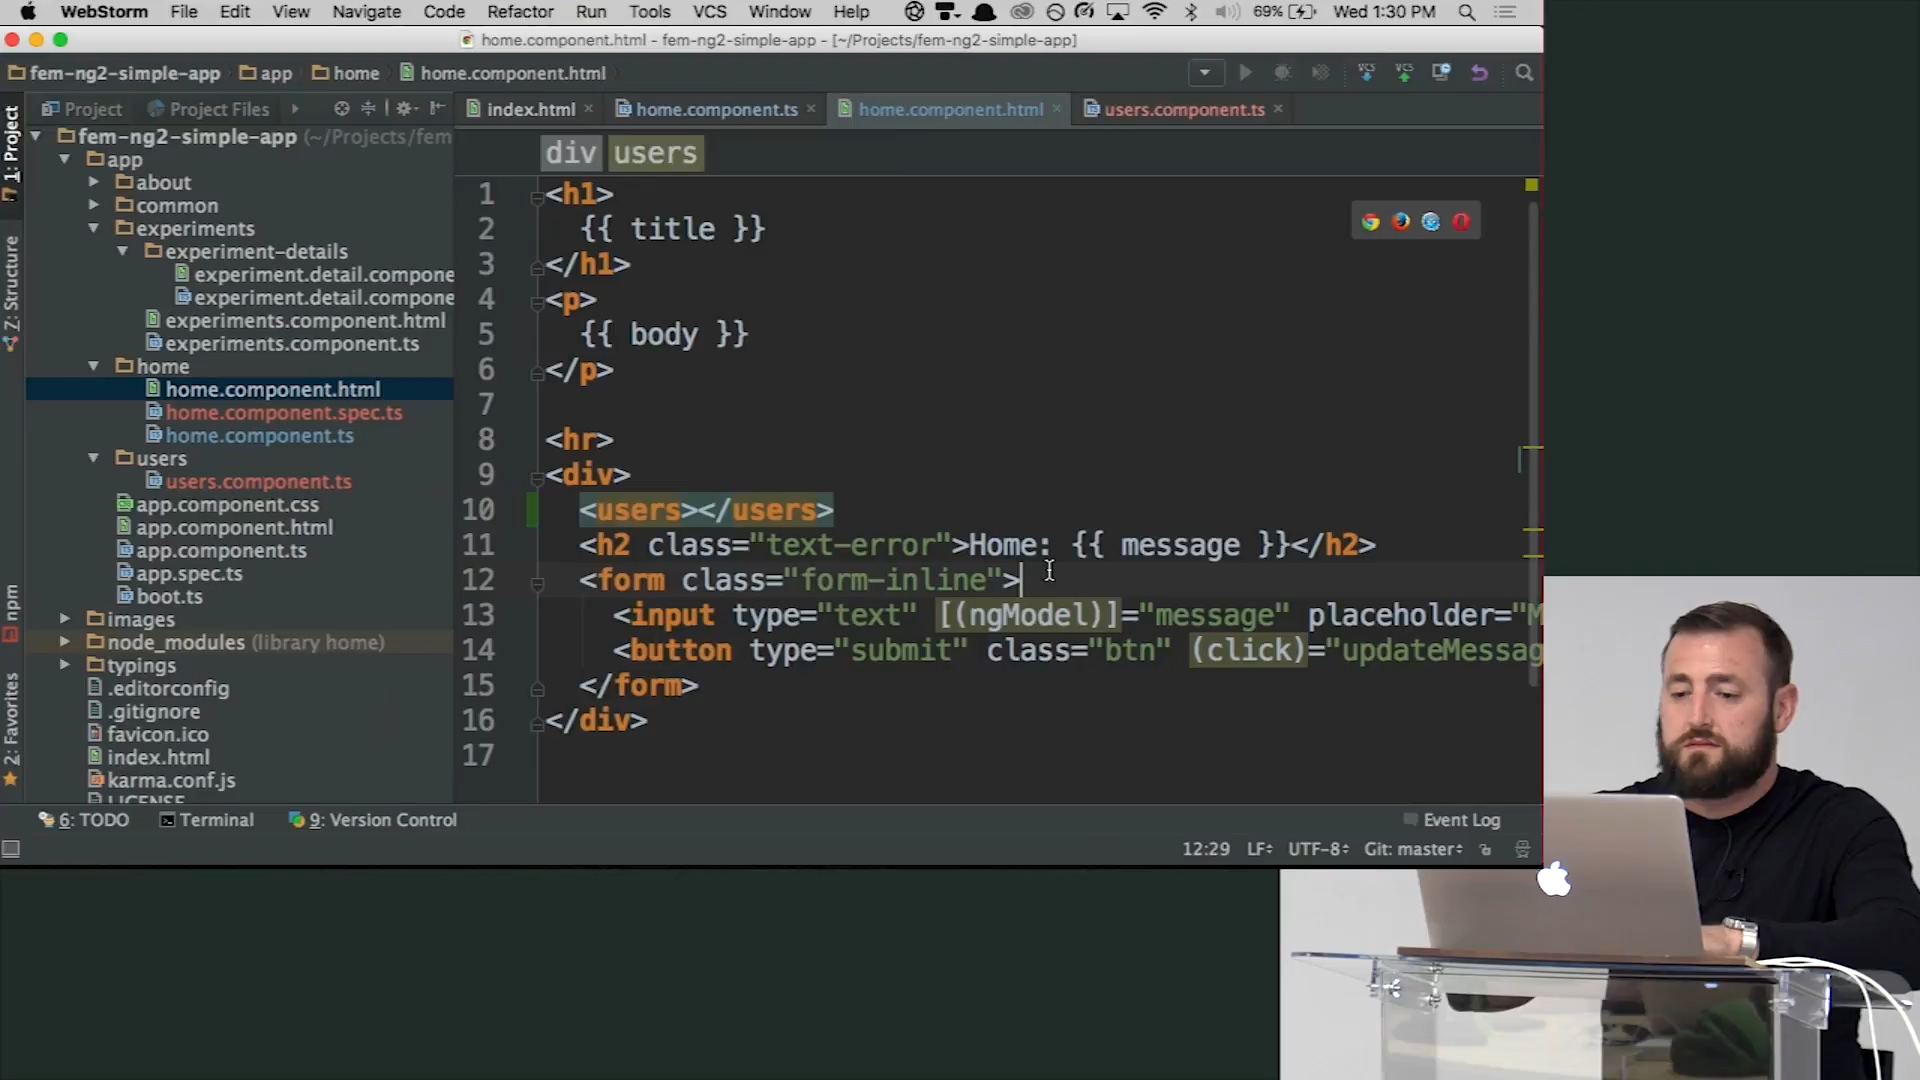 WebStorm File Edit View Navigate Code Refactor Run Tools VCS Window Help 69% Wed 1:30 PM
home.component.html - fem-ng2-simple-app - [~/Projects/fem-ng2-simple-app]
fem-ng2-simple-app app home home.component.html
VCS VCS
Project Project Files
index.html home.component.ts home.component.html users.component.ts
1: Project
Z: Structure
npm
2: Favorites
fem-ng2-simple-app (~/Projects/fem
app
about
common
experiments
experiment-details
experiment.detail.compone
experiment.detail.compone
experiments.component.html
experiments.component.ts
home
home.component.html
home.component.spec.ts
home.component.ts
users
users.component.ts
app.component.css
app.component.html
app.component.ts
app.spec.ts
boot.ts
images
node_modules (library home)
typings
.editorconfig
.gitignore
favicon.ico
index.html
karma.conf.js
LICENSE
div users
1 <h1>
2 {{ title }}
3 </h1>
4 <p>
5 {{ body }}
6 </p>
7
8 <hr>
9 <div>
10 <users></users>
11 <h2 class="text-error">Home: {{ message }}</h2>
12 <form class="form-inline">
13 <input type="text" [(ngModel)]="message" placeholder="M
14 <button type="submit" class="btn" (click)="updateMessag
15 </form>
16 </div>
17
6: TODO Terminal 9: Version Control Event Log
12:29 LF UTF-8 Git: master